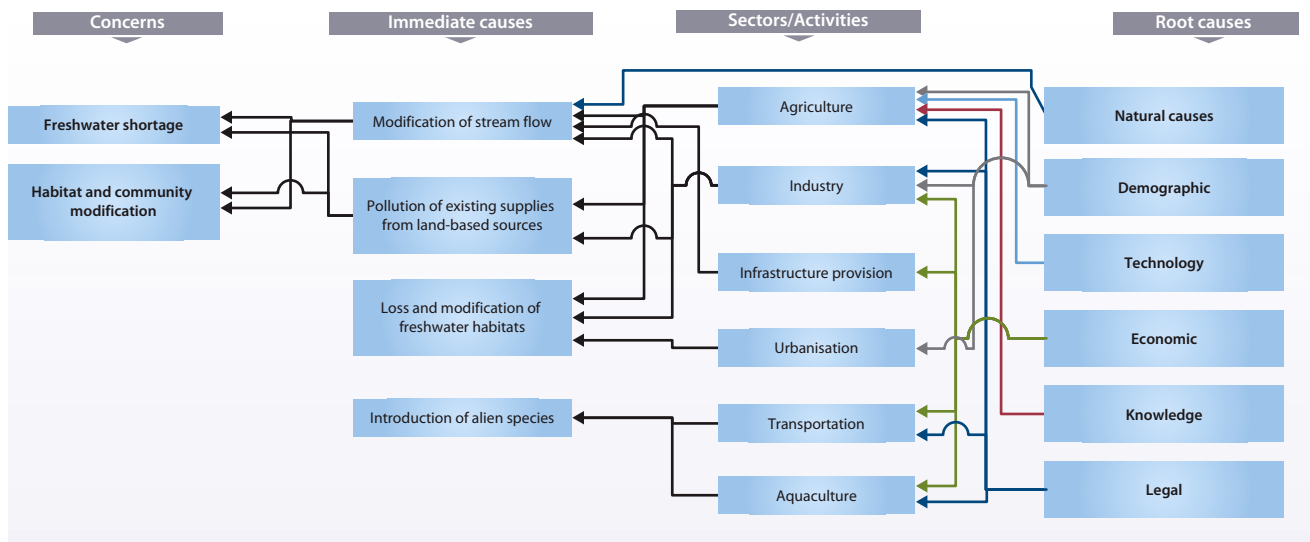 Concerns
Immediate causes
Sectors/Activities
Root causes
Freshwater shortage
Habitat and community
modification
Modification of stream flow
Pollution of existing supplies
from land-based sources
Loss and modification of
freshwater habitats
Introduction of alien species
Agriculture
Industry
Infrastructure provision
Urbanisation
Transportation
Aquaculture
Natural causes
Demographic
Technology
Economic
Knowledge
Legal